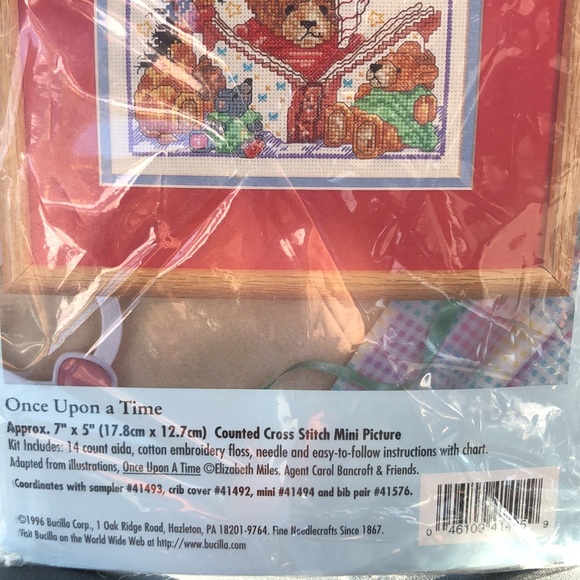 Once Upon a Time
Approx. 7" x 5" (17.8cm x 12.7cm) Counted Cross Stitch Mini Picture
Kit Includes: 14 count aida, cotton embroidery floss, needle and easy-to-follow instructions with chart.
Adapted from illustrations, Once Upon A Time ©Elizabeth Miles. Agent Carol Bancroft & Friends.
Coordinates with sampler #41493, crib cover #41492, mini #41494 and bib pair #41576.
©1996 Bucilla Corp., 1 Oak Ridge Road, Hazleton, PA 18201-9764. Fine Needlecrafts Since 1867.
Visit Bucilla on the World Wide Web at http://www.bucilla.com
0 46109 9